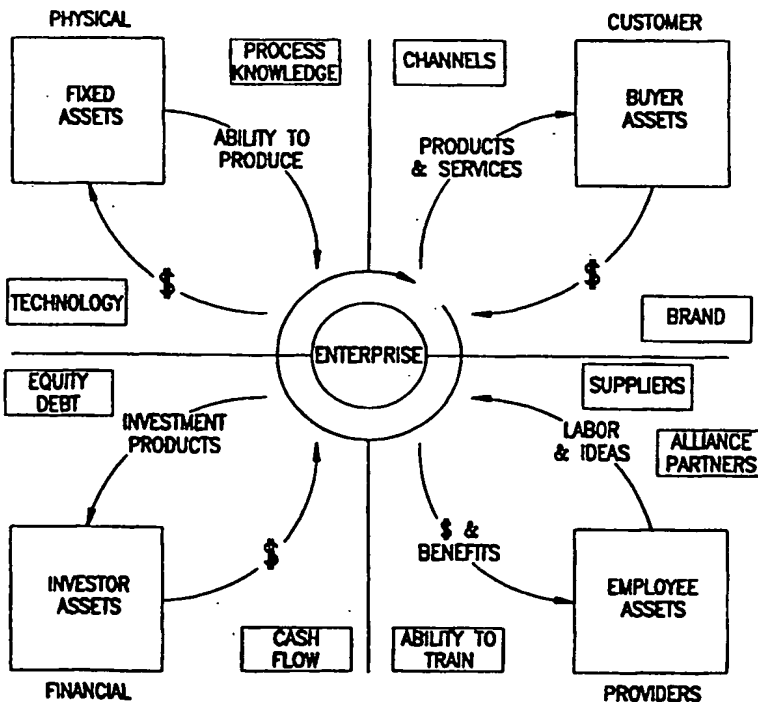 PHYSICAL
FIXED
ASSETS
PROCESS
KNOWLEDGE
ABILITY TO
PRODUCE
$
TECHNOLOGY
CUSTOMER
CHANNELS
BUYER
ASSETS
PRODUCTS
& SERVICES
$
BRAND
ENTERPRISE
EQUITY
DEBT
INVESTMENT
PRODUCTS
$
INVESTOR
ASSETS
CASH
FLOW
FINANCIAL
SUPPLIERS
LABOR
& IDEAS
ALLIANCE
PARTNERS
$ &
BENEFITS
EMPLOYEE
ASSETS
ABILITY TO
TRAIN
PROVIDERS